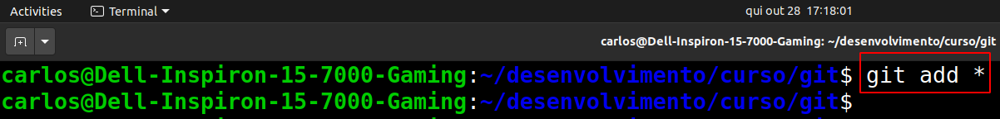 Activities Terminal qui out 28 17:18:01
carlos@Dell-Inspiron-15-7000-Gaming: ~/desenvolvimento/curso/git
carlos@Dell-Inspiron-15-7000-Gaming:~/desenvolvimento/curso/git$ git add *
carlos@Dell-Inspiron-15-7000-Gaming:~/desenvolvimento/curso/git$